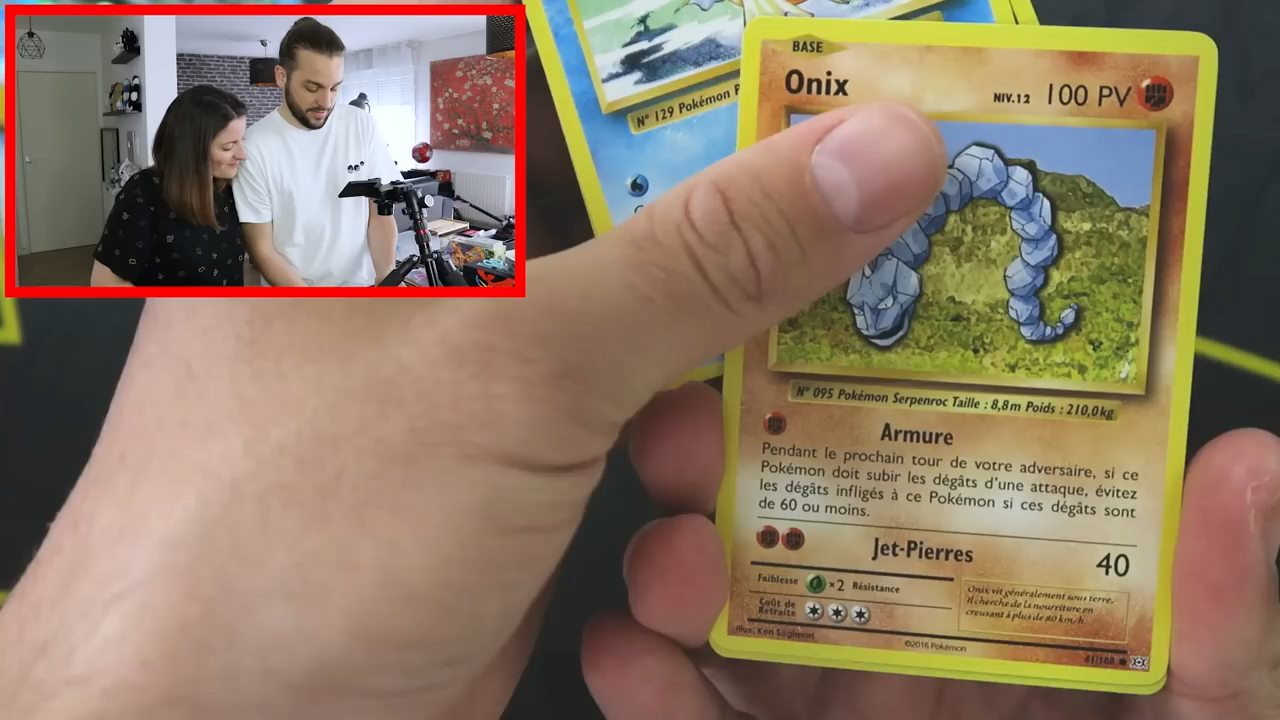 N° 129 Pokémon P
BASE
Onix
NIV.12 100 PV
N° 095 Pokémon Serpenroc Taille : 8,8m Poids : 210,0kg
Armure
Pendant le prochain tour de votre adversaire, si ce
Pokémon doit subir les dégâts d'une attaque, évitez
les dégâts infligés à ce Pokémon si ces dégâts sont
de 60 ou moins.
Jet-Pierres 40
Faiblesse ×2 Résistance
Coût de
Retraite
Onix vit généralement sous terre.
Il cherche de la nourriture en
creusant à plus de 80 km/h.
Illus. Ken Sugimori
©2016 Pokémon